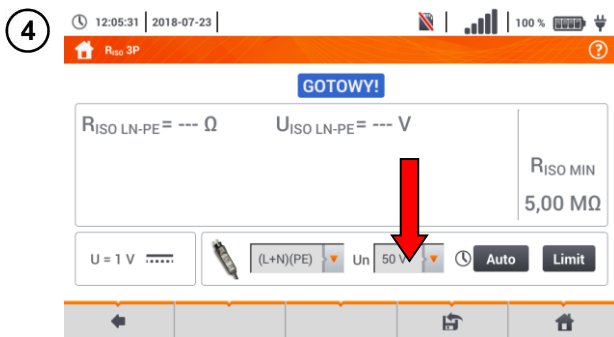 4
12:05:31 2018-07-23 100 %
RISO 3P ?
GOTOWY!
RISO LN-PE= --- Ω UISO LN-PE= --- V
RISO MIN
5,00 MΩ
U = 1 V (L+N)(PE) Un 50 V Auto Limit